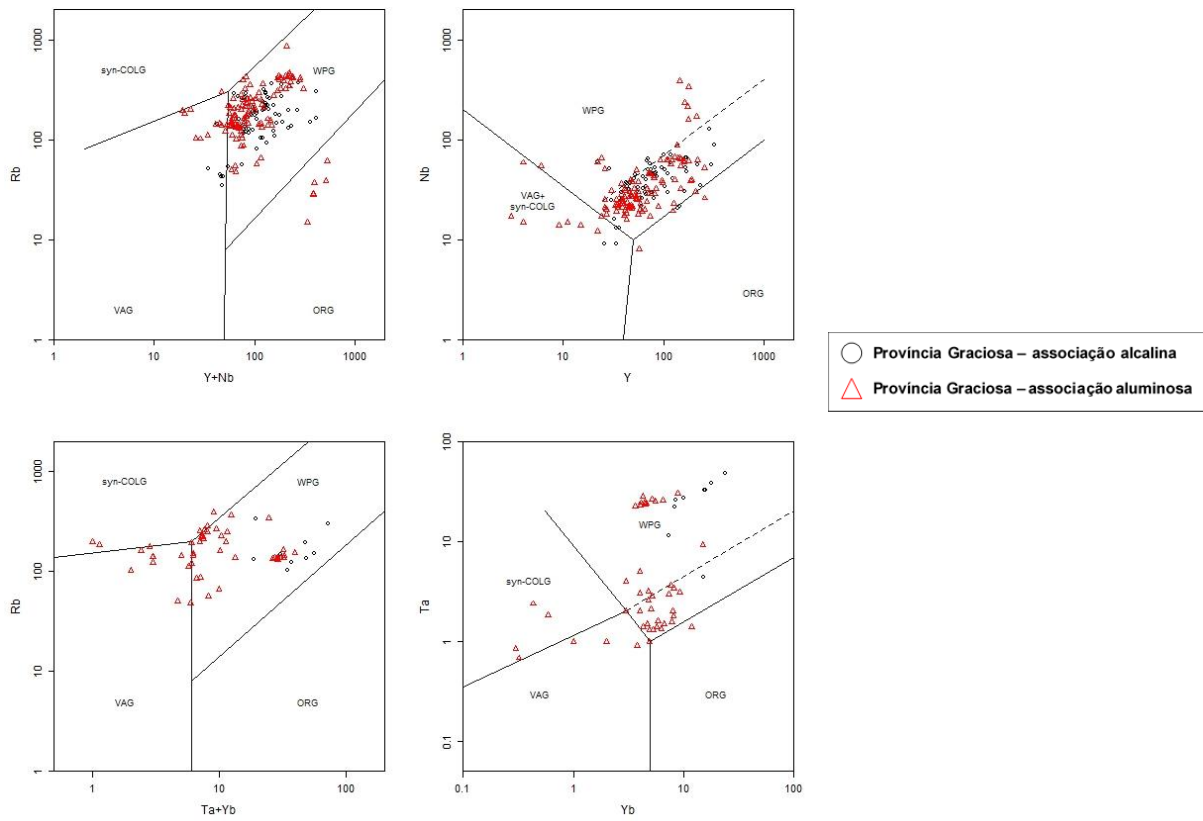 1000
100
10
1
Rb
syn-COLG
WPG
VAG
ORG
1 10 100 1000
Y+Nb
1000
100
10
1
Nb
WPG
VAG+
syn-COLG
ORG
1 10 100 1000
Y
Província Graciosa – associação alcalina
Província Graciosa – associação aluminosa
1000
100
10
1
Rb
syn-COLG
WPG
VAG
ORG
1 10 100
Ta+Yb
100
10
1
0.1
Ta
WPG
syn-COLG
VAG
ORG
0.1 1 10 100
Yb